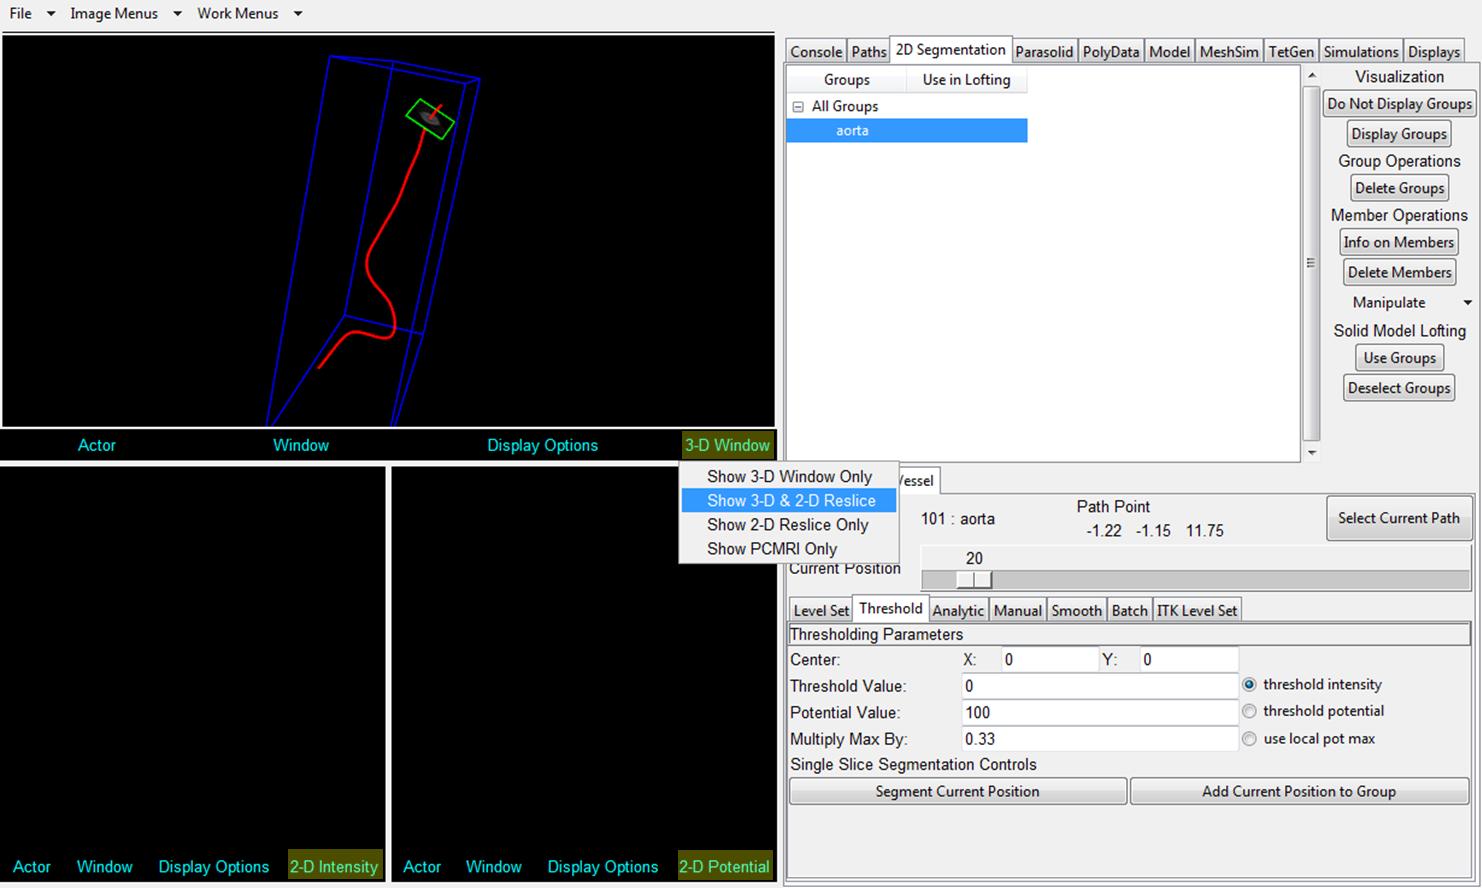 File Image Menus Work Menus
Console Paths 2D Segmentation Parasolid PolyData Model MeshSim TetGen Simulations Displays
Groups Use in Lofting
All Groups
aorta
Visualization
Do Not Display Groups
Display Groups
Group Operations
Delete Groups
Member Operations
Info on Members
Delete Members
Manipulate
Solid Model Lofting
Use Groups
Deselect Groups
Actor Window Display Options 3-D Window
Show 3-D Window Only
Show 3-D & 2-D Reslice
Show 2-D Reslice Only
Show PCMRI Only
essel
101 : aorta
Path Point
-1.22 -1.15 11.75
Select Current Path
20
Current Position
Level Set Threshold Analytic Manual Smooth Batch ITK Level Set
Thresholding Parameters
Center: X: 0 Y: 0
Threshold Value: 0 threshold intensity
Potential Value: 100 threshold potential
Multiply Max By: 0.33 use local pot max
Single Slice Segmentation Controls
Segment Current Position Add Current Position to Group
Actor Window Display Options 2-D Intensity
Actor Window Display Options 2-D Potential